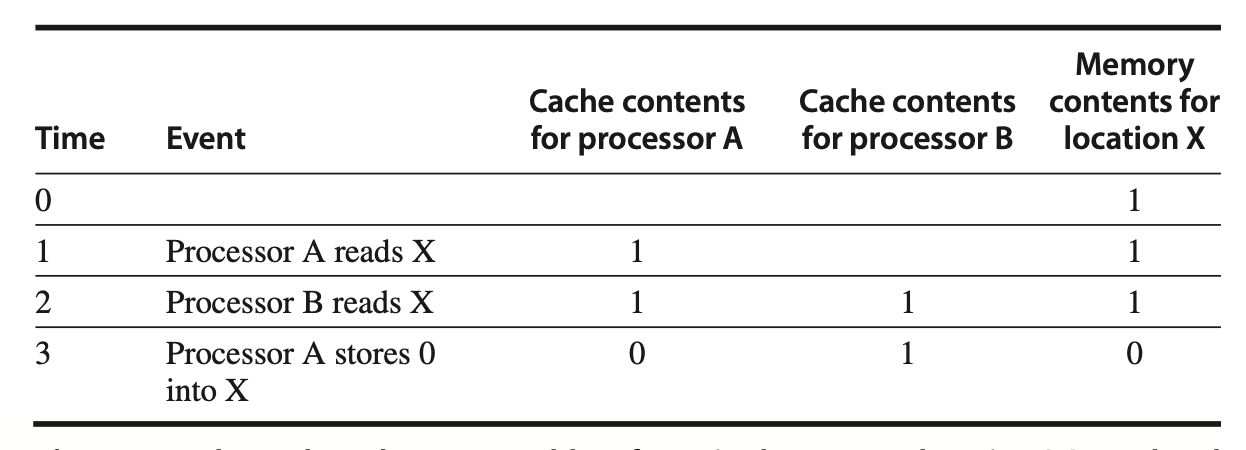 Time Event Cache contents for processor A Cache contents for processor B Memory contents for location X
0 1
1 Processor A reads X 1 1
2 Processor B reads X 1 1 1
3 Processor A stores 0 into X 0 1 0